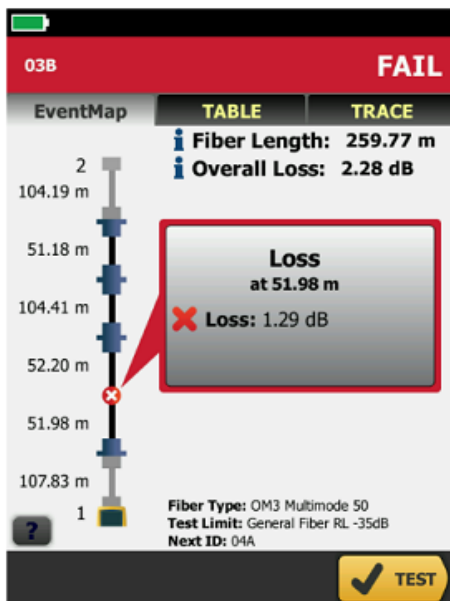 03B
FAIL
EventMap
TABLE
TRACE
i Fiber Length: 259.77 m
i Overall Loss: 2.28 dB
2
104.19 m
51.18 m
104.41 m
52.20 m
51.98 m
107.83 m
1
Loss
at 51.98 m
Loss: 1.29 dB
Fiber Type: OM3 Multimode 50
Test Limit: General Fiber RL -35dB
Next ID: 04A
?
TEST